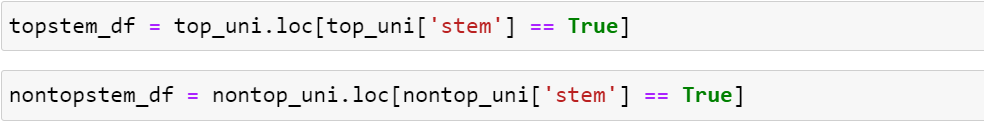 topstem_df = top_uni.loc[top_uni['stem'] == True]
nontopstem_df = nontop_uni.loc[nontop_uni['stem'] == True]